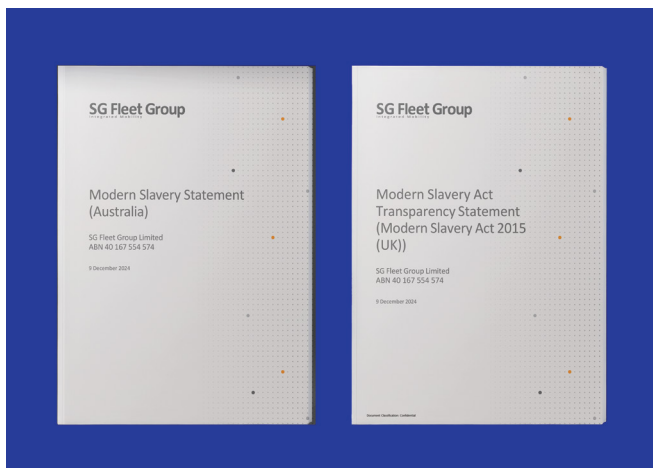 SG Fleet Group
Integrated Mobility
Modern Slavery Statement
(Australia)
SG Fleet Group Limited
ABN 40 167 554 574
9 December 2024
SG Fleet Group
Integrated Mobility
Modern Slavery Act
Transparency Statement
(Modern Slavery Act 2015
(UK))
SG Fleet Group Limited
ABN 40 167 554 574
9 December 2024
Document Classification: Confidential